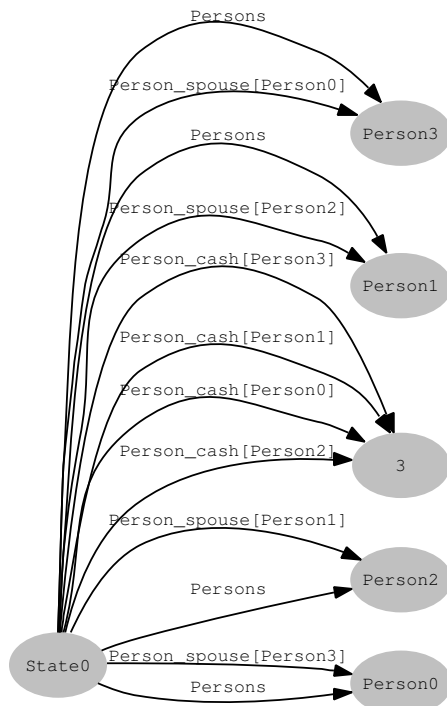 Persons
Person_spouse[Person0]
Person3
Persons
Person_spouse[Person2]
Person_cash[Person3]
Person1
Person_cash[Person1]
Person_cash[Person0]
Person_cash[Person2]
3
Person_spouse[Person1]
Persons
Person2
Person_spouse[Person3]
State0
Persons
Person0